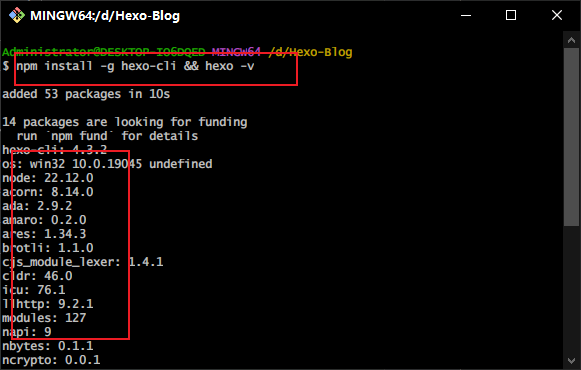 MINGW64:/d/Hexo-Blog
Administrator@DESKTOP-IO6DQED MINGW64 /d/Hexo-Blog
$ npm install -g hexo-cli && hexo -v
added 53 packages in 10s
14 packages are looking for funding
run `npm fund` for details
hexo-cli: 4.3.2
os: win32 10.0.19045 undefined
node: 22.12.0
acorn: 8.14.0
ada: 2.9.2
amaro: 0.2.0
ares: 1.34.3
brotli: 1.1.0
cjs_module_lexer: 1.4.1
cldr: 46.0
icu: 76.1
llhttp: 9.2.1
modules: 127
napi: 9
nbytes: 0.1.1
ncrypto: 0.0.1